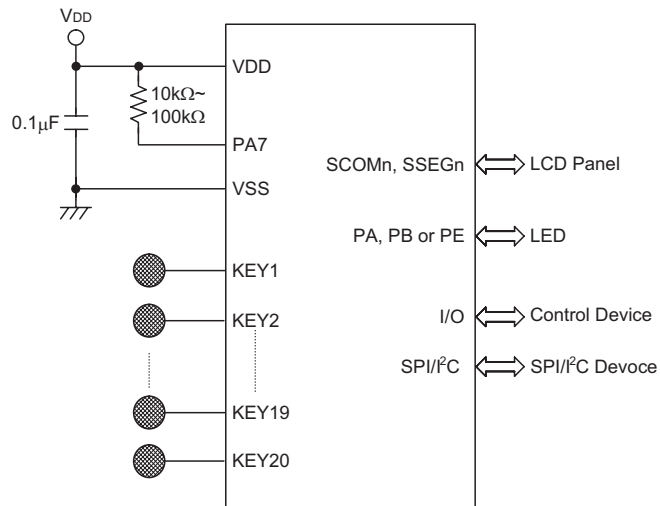 VDD
VDD
10kΩ~
100kΩ
0.1μF
PA7
VSS
SCOMn, SSEGn
LCD Panel
PA, PB or PE
LED
KEY1
KEY2
I/O
Control Device
SPI/I²C
SPI/I²C Devoce
KEY19
KEY20